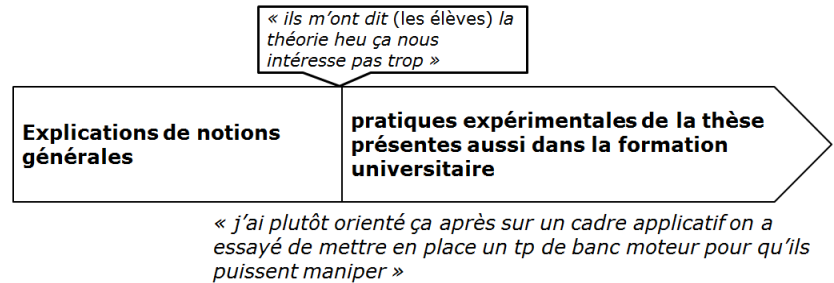 « ils m’ont dit (les élèves) la
théorie heu ça nous
intéresse pas trop »
Explications de notions
générales
pratiques expérimentales de la thèse
présentes aussi dans la formation
universitaire
« j’ai plutôt orienté ça après sur un cadre applicatif on a
essayé de mettre en place un tp de banc moteur pour qu’ils
puissent maniper »